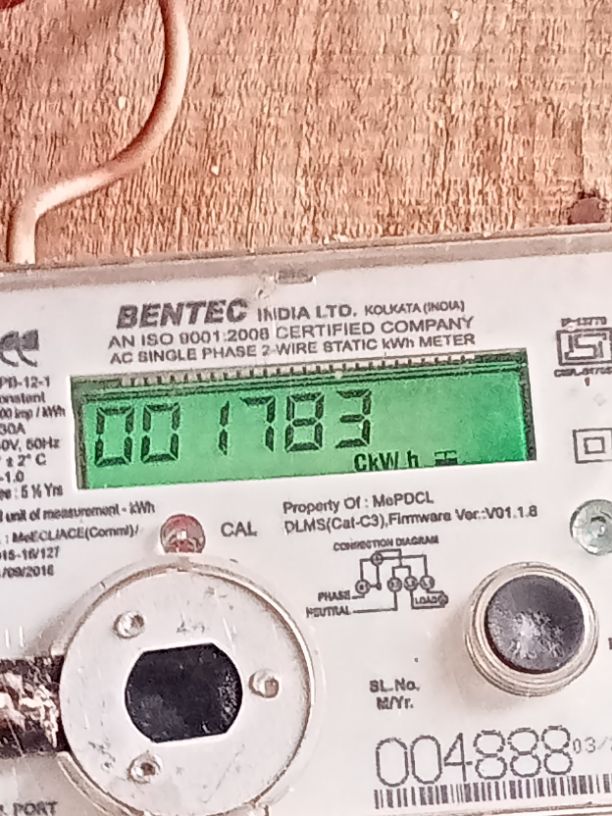 BENTEC INDIA LTD. KOLKATA (INDIA)
AN ISO 9001:2008 CERTIFIED COMPANY
AC SINGLE PHASE 2-WIRE STATIC kWh METER
001783
CkW h
unit of measurement - kWh
CAL
Property Of : MePDCL
DLMS(Cat-C3),Firmware Ver.:V01.1.8
CONNECTION DIAGRAM
PHASE
NEUTRAL
LOAD
SL.No.
M/Yr.
004888
PORT